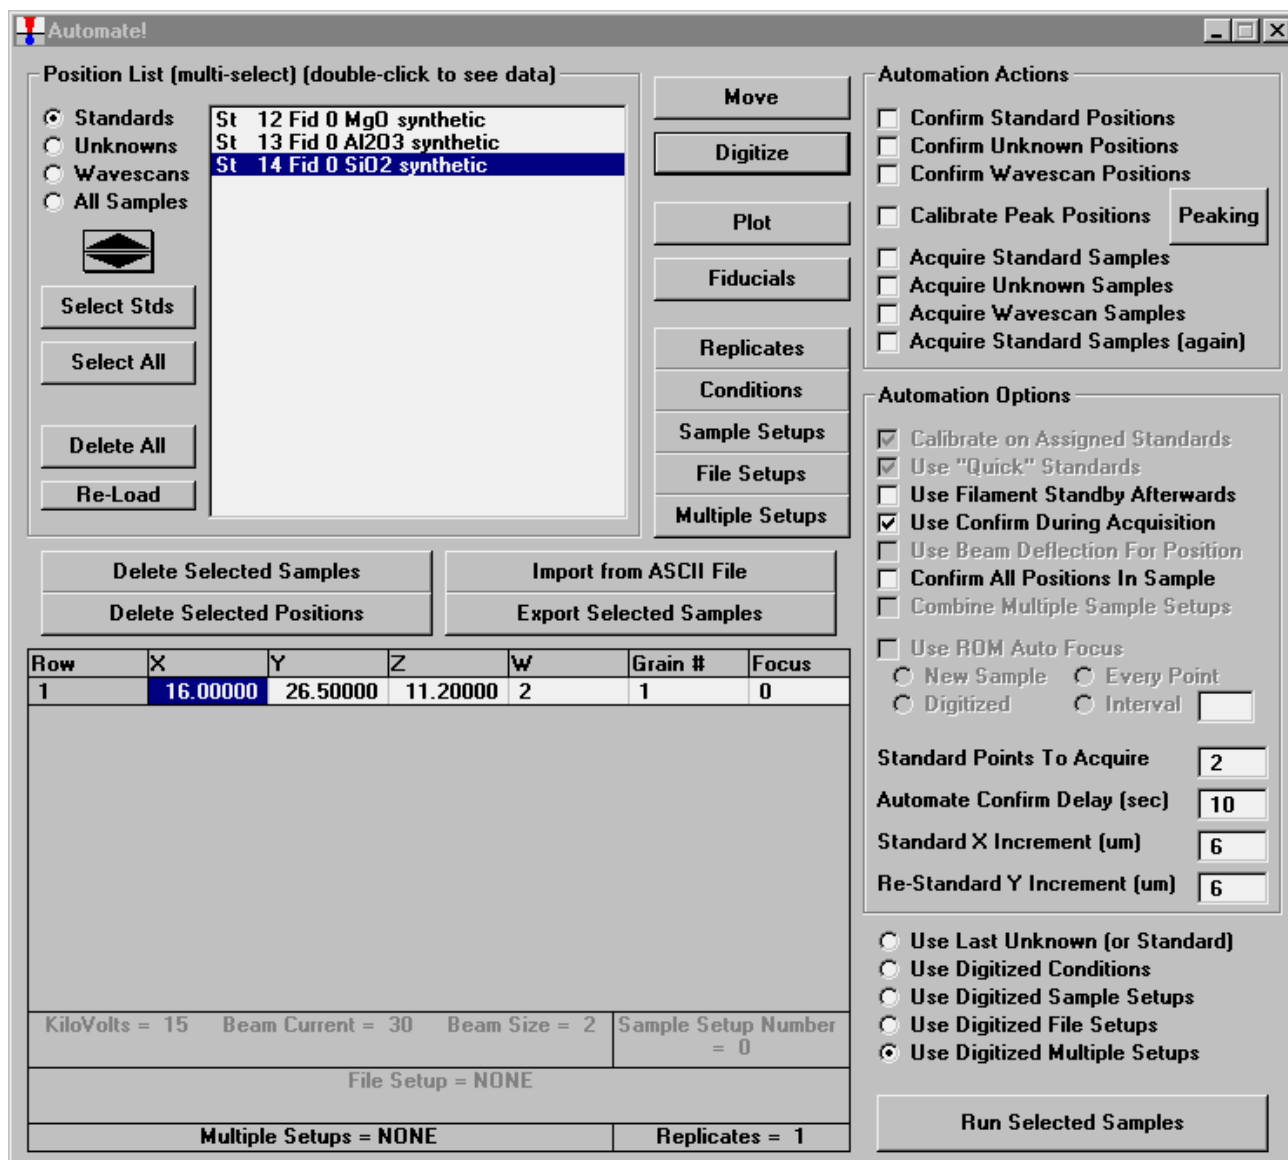 Automate!
Position List (multi-select) (double-click to see data)
Standards
Unknowns
Wavescans
All Samples
Select Stds
Select All
Delete All
Re-Load
St 12 Fid 0 MgO synthetic
St 13 Fid 0 Al2O3 synthetic
St 14 Fid 0 SiO2 synthetic
Move
Digitize
Plot
Fiducials
Replicates
Conditions
Sample Setups
File Setups
Multiple Setups
Delete Selected Samples
Import from ASCII File
Delete Selected Positions
Export Selected Samples
Row X Y Z W Grain # Focus
1 16.00000 26.50000 11.20000 2 1 0
KiloVolts = 15 Beam Current = 30 Beam Size = 2
Sample Setup Number
= 0
File Setup = NONE
Multiple Setups = NONE
Replicates = 1
Automation Actions
Confirm Standard Positions
Confirm Unknown Positions
Confirm Wavescan Positions
Calibrate Peak Positions
Peaking
Acquire Standard Samples
Acquire Unknown Samples
Acquire Wavescan Samples
Acquire Standard Samples (again)
Automation Options
Calibrate on Assigned Standards
Use "Quick" Standards
Use Filament Standby Afterwards
Use Confirm During Acquisition
Use Beam Deflection For Position
Confirm All Positions In Sample
Combine Multiple Sample Setups
Use ROM Auto Focus
New Sample Every Point
Digitized Interval
Standard Points To Acquire 2
Automate Confirm Delay (sec) 10
Standard X Increment (um) 6
Re-Standard Y Increment (um) 6
Use Last Unknown (or Standard)
Use Digitized Conditions
Use Digitized Sample Setups
Use Digitized File Setups
Use Digitized Multiple Setups
Run Selected Samples